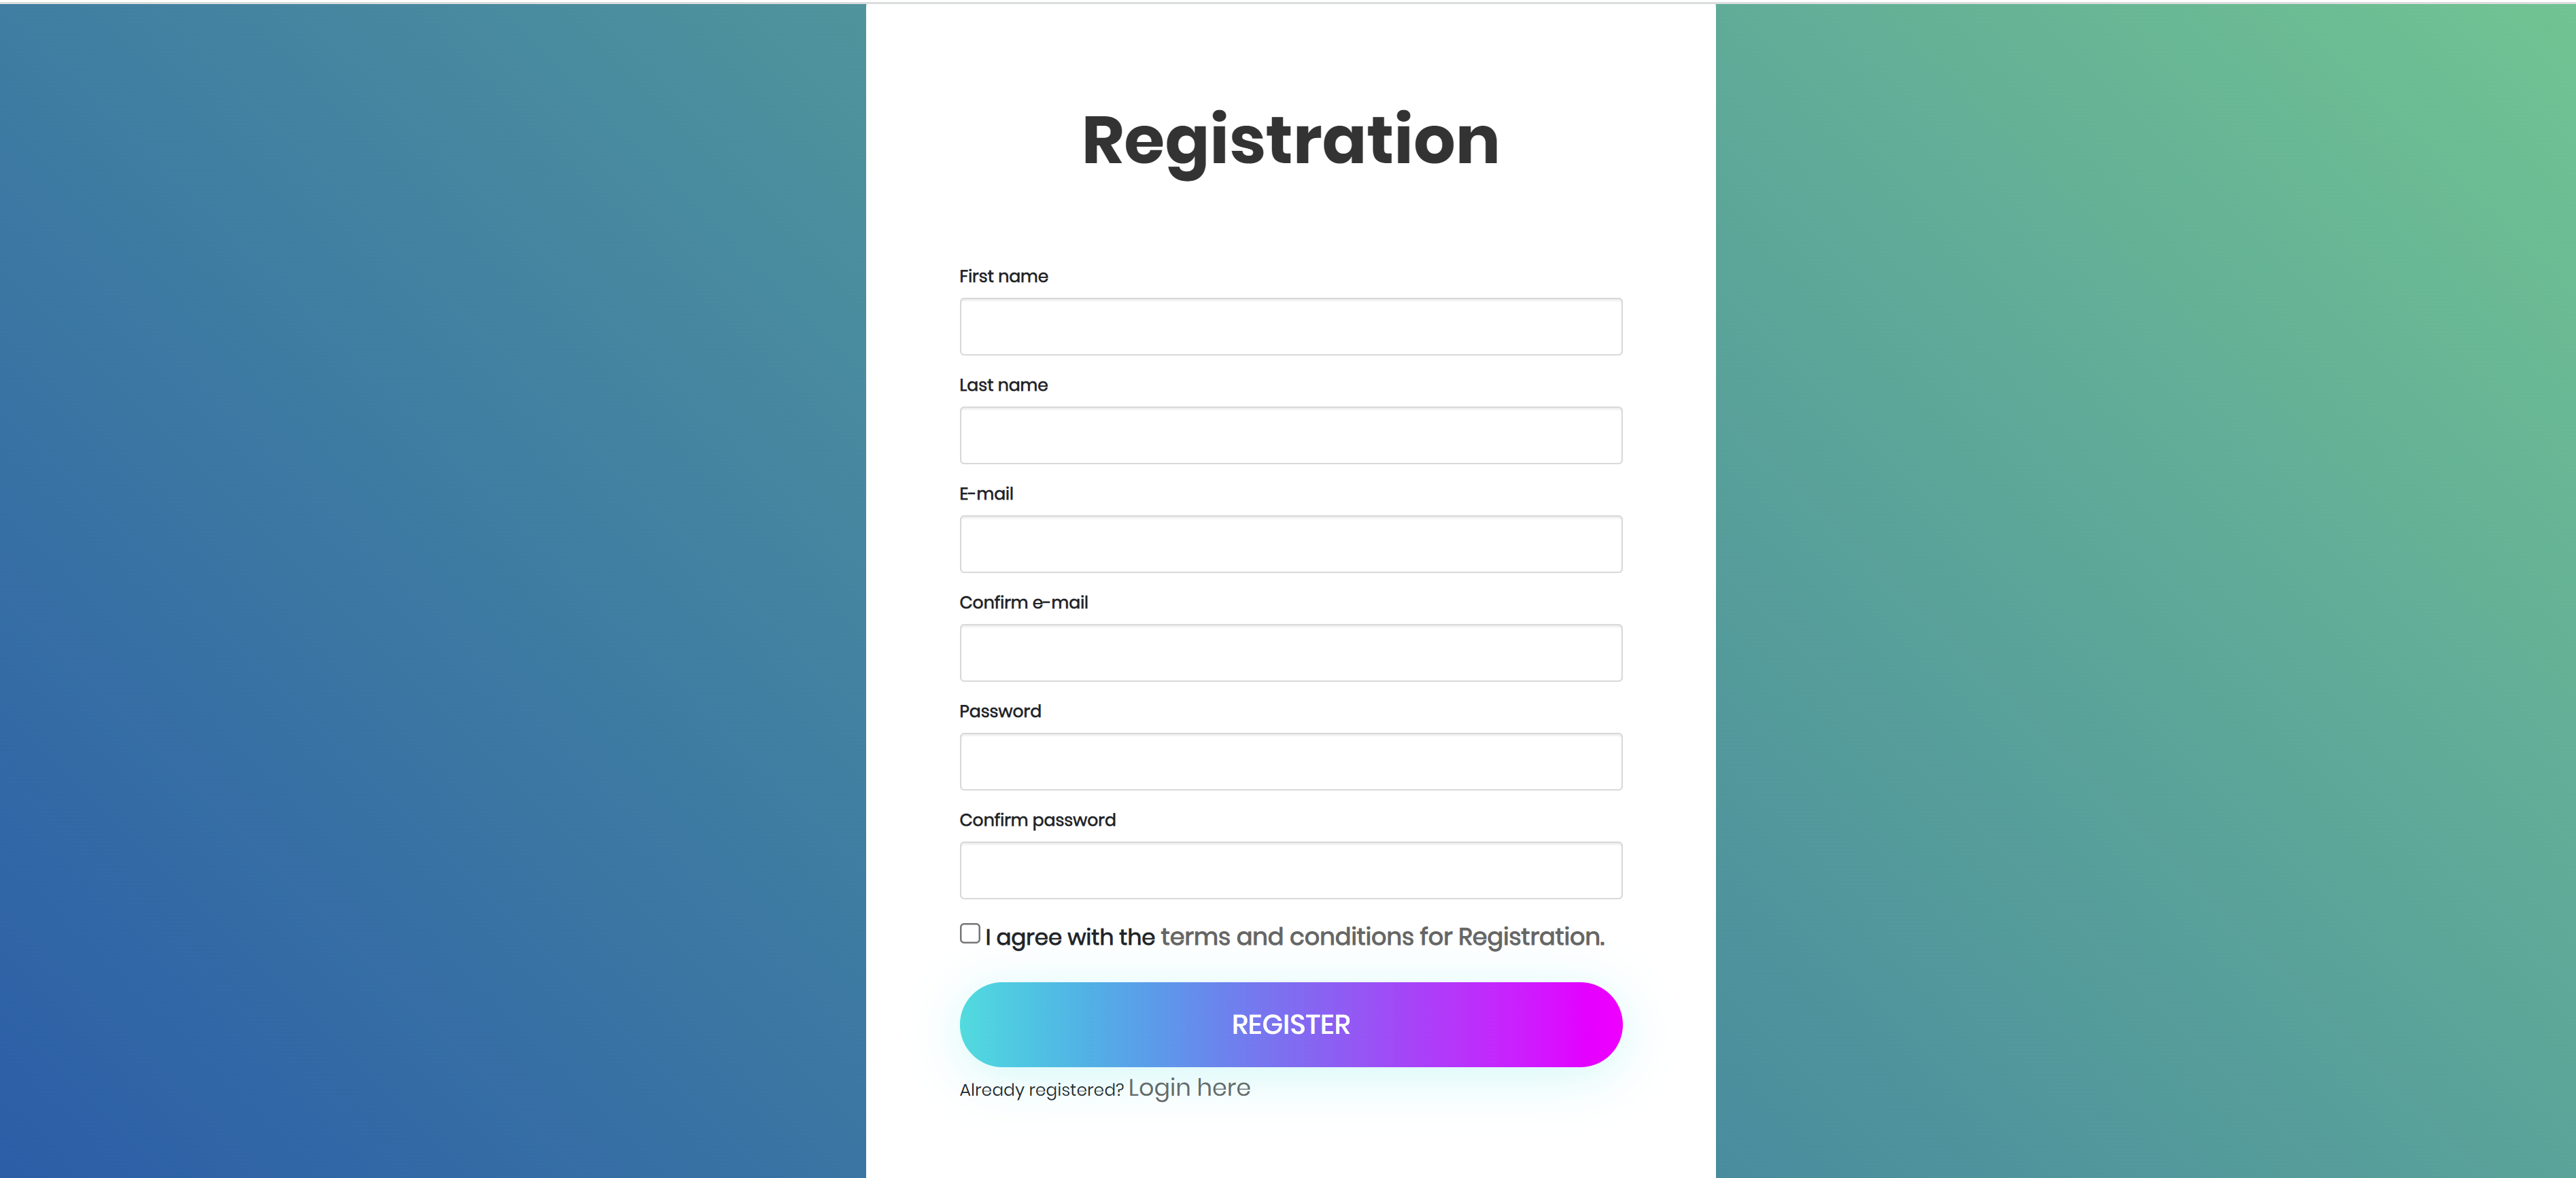 Registration
First name
Last name
E-mail
Confirm e-mail
Password
Confirm password
I agree with the terms and conditions for Registration.
REGISTER
Already registered? Login here